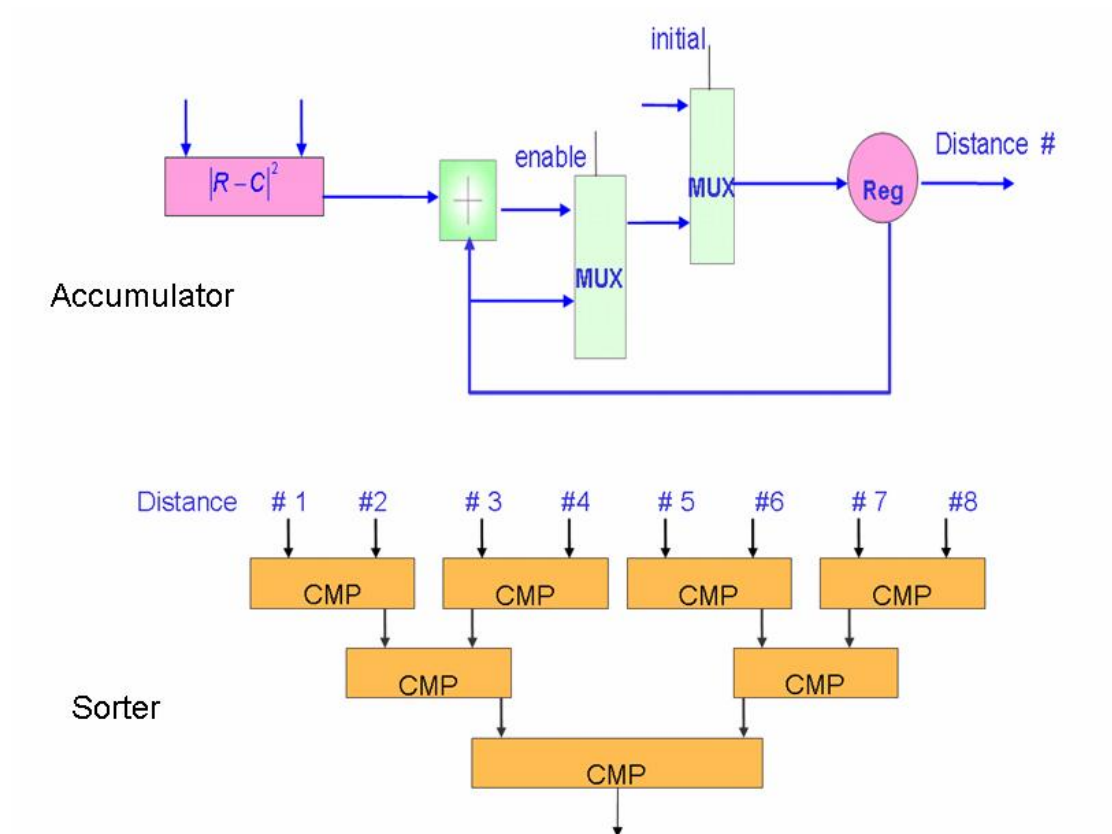 initial
enable
Distance #
|R – C|²
+
MUX
Reg
MUX
Accumulator
Distance # 1 #2 # 3 #4 # 5 #6 # 7 #8
CMP CMP CMP CMP
CMP CMP
Sorter
CMP